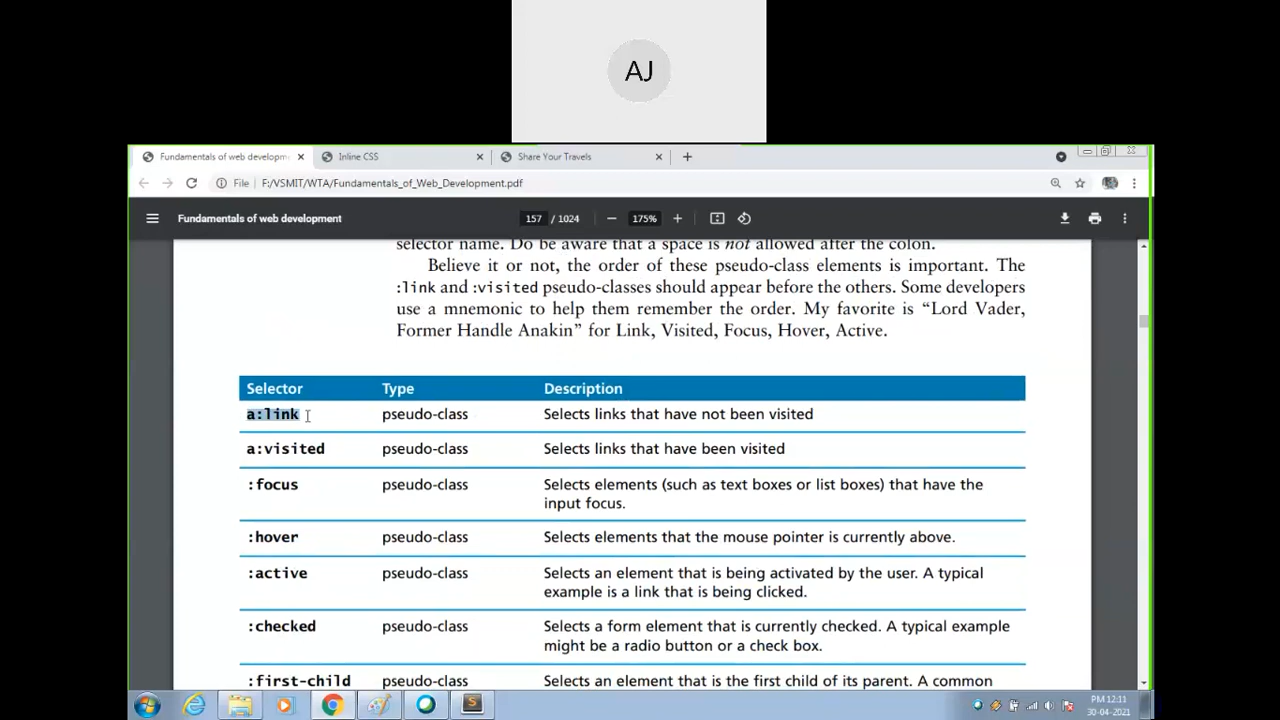 AJ
Fundamentals of web developm
Inline CSS
Share Your Travels
File F:/VSMIT/WTA/Fundamentals_of_Web_Development.pdf
Fundamentals of web development
157 / 1024
175%
selector name. Do be aware that a space is not allowed after the colon.
Believe it or not, the order of these pseudo-class elements is important. The
:link and :visited pseudo-classes should appear before the others. Some developers
use a mnemonic to help them remember the order. My favorite is “Lord Vader,
Former Handle Anakin” for Link, Visited, Focus, Hover, Active.
Selector Type Description
a:link pseudo-class Selects links that have not been visited
a:visited pseudo-class Selects links that have been visited
:focus pseudo-class Selects elements (such as text boxes or list boxes) that have the
input focus.
:hover pseudo-class Selects elements that the mouse pointer is currently above.
:active pseudo-class Selects an element that is being activated by the user. A typical
example is a link that is being clicked.
:checked pseudo-class Selects a form element that is currently checked. A typical example
might be a radio button or a check box.
:first-child pseudo-class Selects an element that is the first child of its parent. A common
PM 12:11
30-04-2021